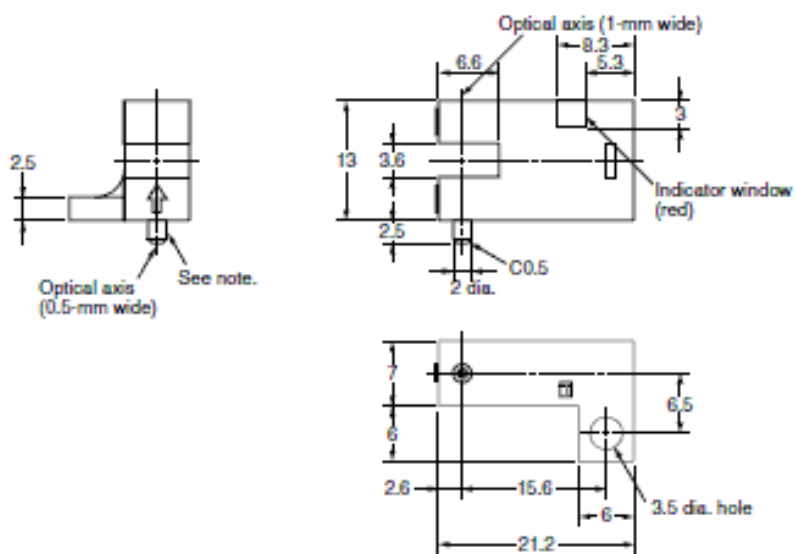 Optical axis (1-mm wide)
8.3
6.6
5.3
3
13
3.6
2.5
2.5
Indicator window
(red)
C0.5
2 dia.
See note.
Optical axis
(0.5-mm wide)
7
6
6.5
2.6
15.6
6
3.5 dia. hole
21.2